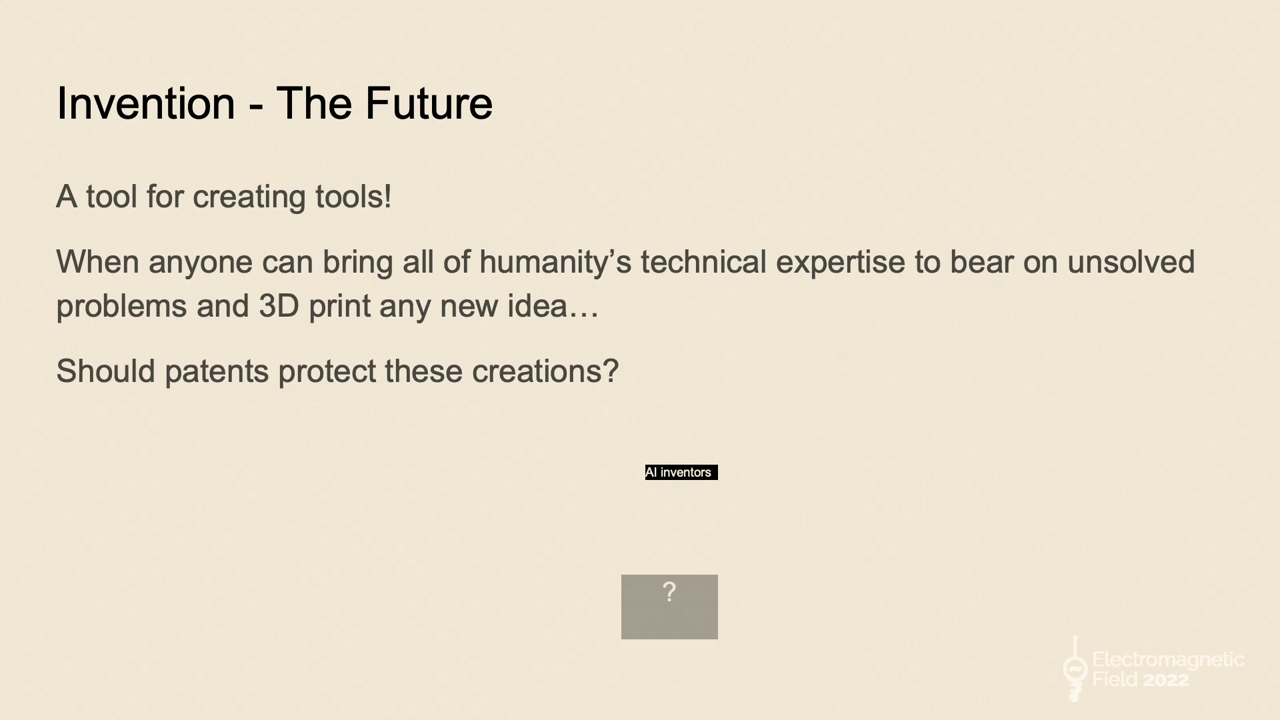 Invention - The Future
A tool for creating tools!
When anyone can bring all of humanity’s technical expertise to bear on unsolved
problems and 3D print any new idea…
Should patents protect these creations?
AI inventors
?
Electromagnetic
Field 2022